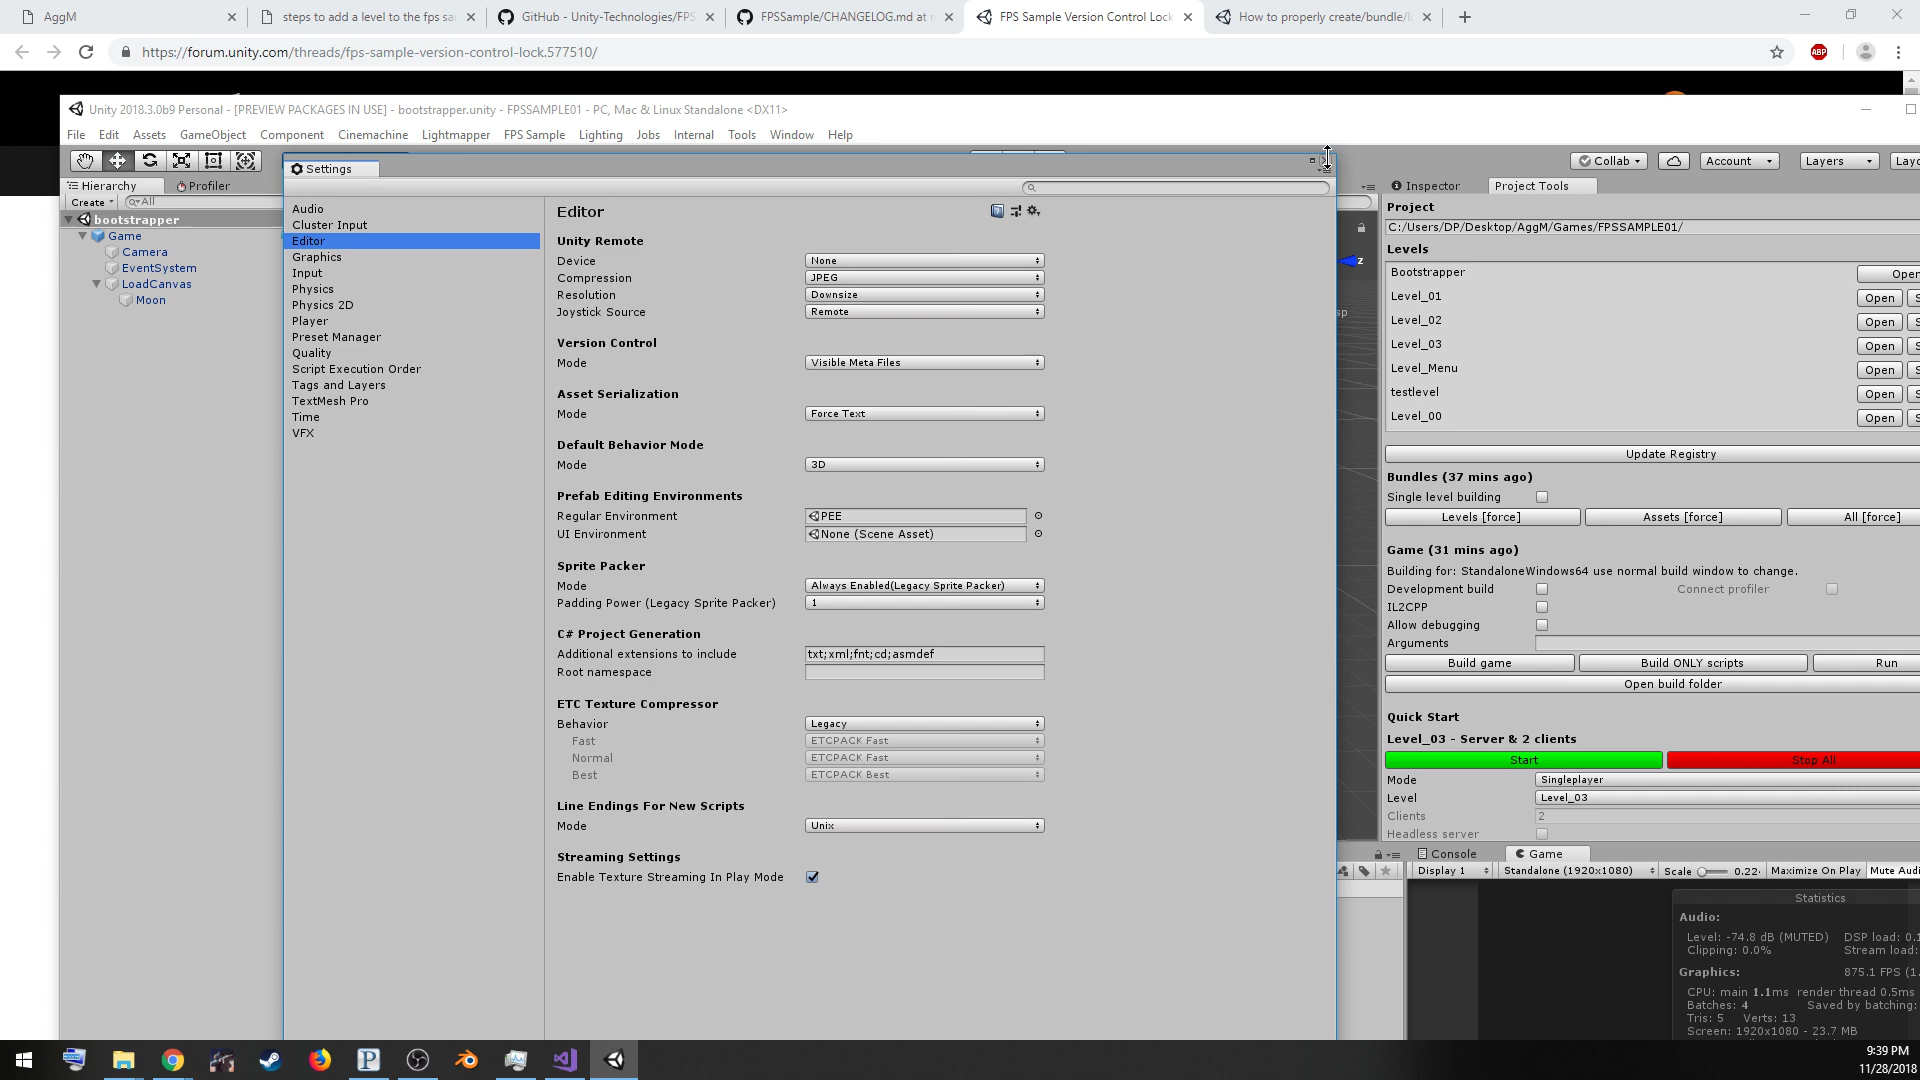 AggM
steps to add a level to the fps sa
GitHub - Unity-Technologies/FPS
FPSSample/CHANGELOG.md at
FPS Sample Version Control Lock
How to properly create/bundle/
https://forum.unity.com/threads/fps-sample-version-control-lock.577510/
ABP
Unity 2018.3.0b9 Personal - [PREVIEW PACKAGES IN USE] - bootstrapper.unity - FPSSAMPLE01 - PC, Mac & Linux Standalone <DX11>
File Edit Assets GameObject Component Cinemachine Lightmapper FPS Sample Lighting Jobs Internal Tools Window Help
Collab
Account
Layers
Layo
Hierarchy
Profiler
Create
All
bootstrapper
Game
Camera
EventSystem
LoadCanvas
Moon
Settings
Audio
Cluster Input
Editor
Graphics
Input
Physics
Physics 2D
Player
Preset Manager
Quality
Script Execution Order
Tags and Layers
TextMesh Pro
Time
VFX
Editor
Unity Remote
Device None
Compression JPEG
Resolution Downsize
Joystick Source Remote
Version Control
Mode Visible Meta Files
Asset Serialization
Mode Force Text
Default Behavior Mode
Mode 3D
Prefab Editing Environments
Regular Environment PEE
UI Environment None (Scene Asset)
Sprite Packer
Mode Always Enabled(Legacy Sprite Packer)
Padding Power (Legacy Sprite Packer) 1
C# Project Generation
Additional extensions to include txt;xml;fnt;cd;asmdef
Root namespace
ETC Texture Compressor
Behavior Legacy
Fast ETCPACK Fast
Normal ETCPACK Fast
Best ETCPACK Best
Line Endings For New Scripts
Mode Unix
Streaming Settings
Enable Texture Streaming In Play Mode
z
sp
Inspector
Project Tools
Project
C:/Users/DP/Desktop/AggM/Games/FPSSAMPLE01/
Levels
Bootstrapper Open
Level_01 Open S
Level_02 Open S
Level_03 Open S
Level_Menu Open S
testlevel Open S
Level_00 Open S
Update Registry
Bundles (37 mins ago)
Single level building
Levels [force] Assets [force] All [force]
Game (31 mins ago)
Building for: StandaloneWindows64 use normal build window to change.
Development build Connect profiler
IL2CPP
Allow debugging
Arguments
Build game Build ONLY scripts Run
Open build folder
Quick Start
Level_03 - Server & 2 clients
Start Stop All
Mode Singleplayer
Level Level_03
Clients 2
Headless server
Console
Game
Display 1 Standalone (1920x1080) Scale 0.22 Maximize On Play Mute Audi
Statistics
Audio:
Level: -74.8 dB (MUTED) DSP load: 0.1
Clipping: 0.0% Stream load:
Graphics: 875.1 FPS (1.
CPU: main 1.1ms render thread 0.5ms
Batches: 4 Saved by batching:
Tris: 5 Verts: 13
Screen: 1920x1080 - 23.7 MB
9:39 PM
11/28/2018